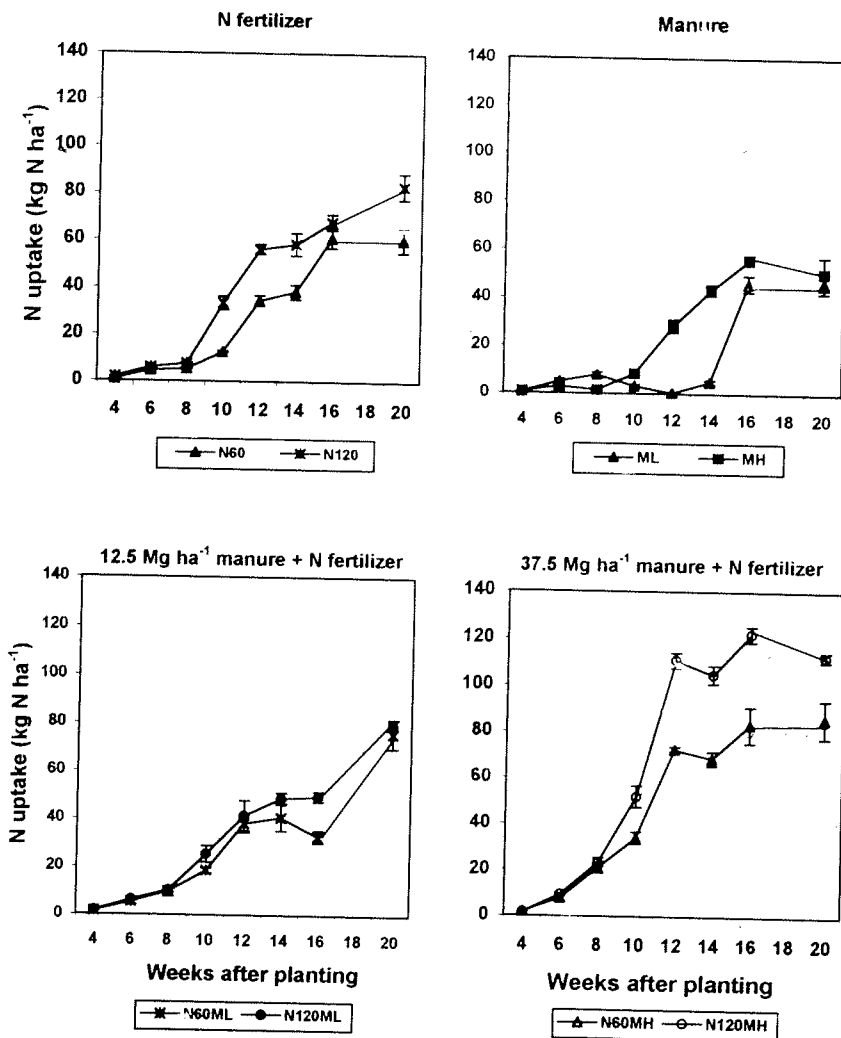 N fertilizer
N uptake (kg N ha⁻¹)
140
120
100
80
60
40
20
0
4 6 8 10 12 14 16 20
N60 N120
Manure
140
120
100
80
60
40
20
0
4 6 8 10 12 14 16 18 20
ML MH
12.5 Mg ha⁻¹ manure + N fertilizer
N uptake (kg N ha⁻¹)
140
120
100
80
60
40
20
0
4 6 8 10 12 14 16 20
Weeks after planting
N60ML N120ML
37.5 Mg ha⁻¹ manure + N fertilizer
140
120
100
80
60
40
20
0
4 6 8 10 12 14 16 18 20
Weeks after planting
N60MH N120MH